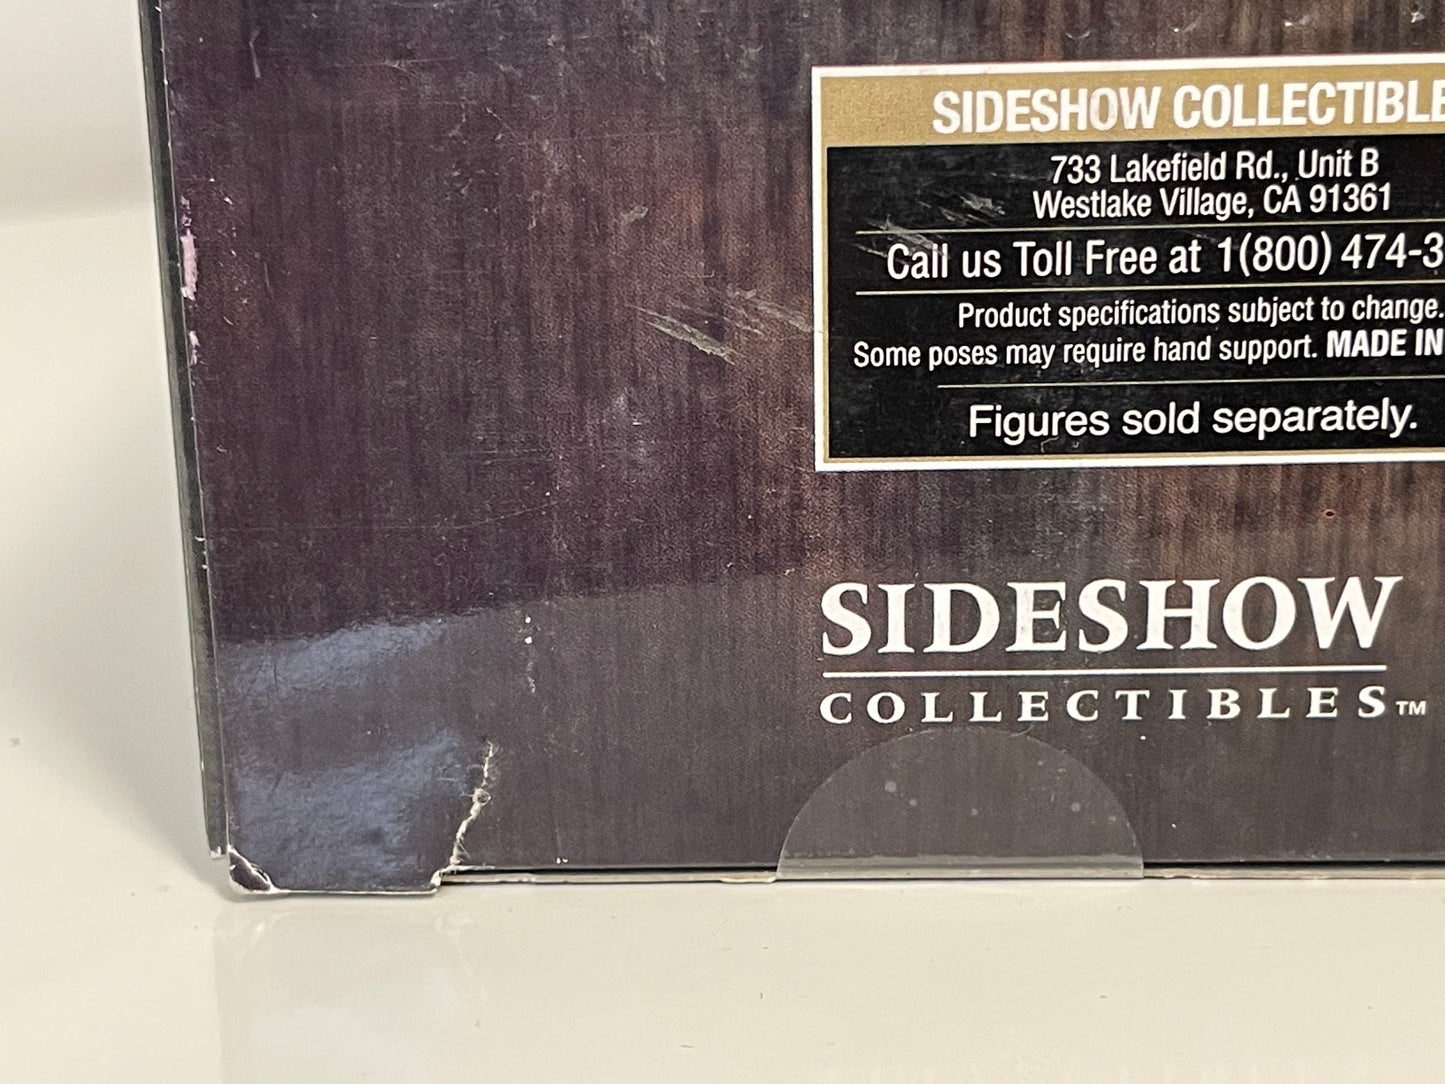 SIDESHOW COLLECTIBLE
733 Lakefield Rd., Unit B
Westlake Village, CA 91361
Call us Toll Free at 1(800) 474-3
Product specifications subject to change.
Some poses may require hand support. MADE IN
Figures sold separately.
SIDESHOW
COLLECTIBLES™